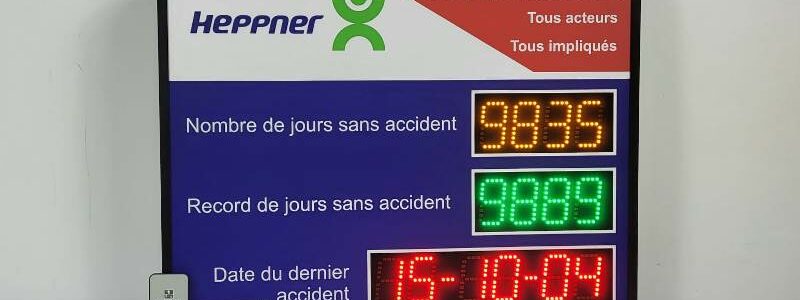 Heppner
Tous acteurs
Tous impliqués
Nombre de jours sans accident 9835
Record de jours sans accident 9889
Date du dernier
accident 15-10-04